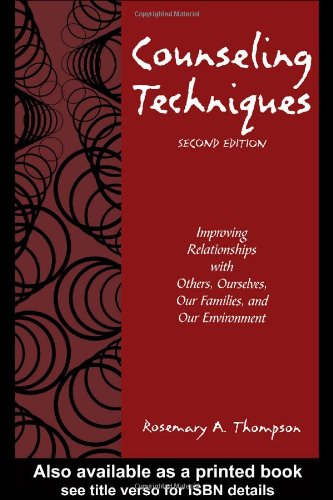 Counseling
Techniques
SECOND EDITION
Improving
Relationships
with
Others, Ourselves,
Our Families, and
Our Environment
Rosemary A. Thompson
Also available as a printed book
see title verso for ISBN details